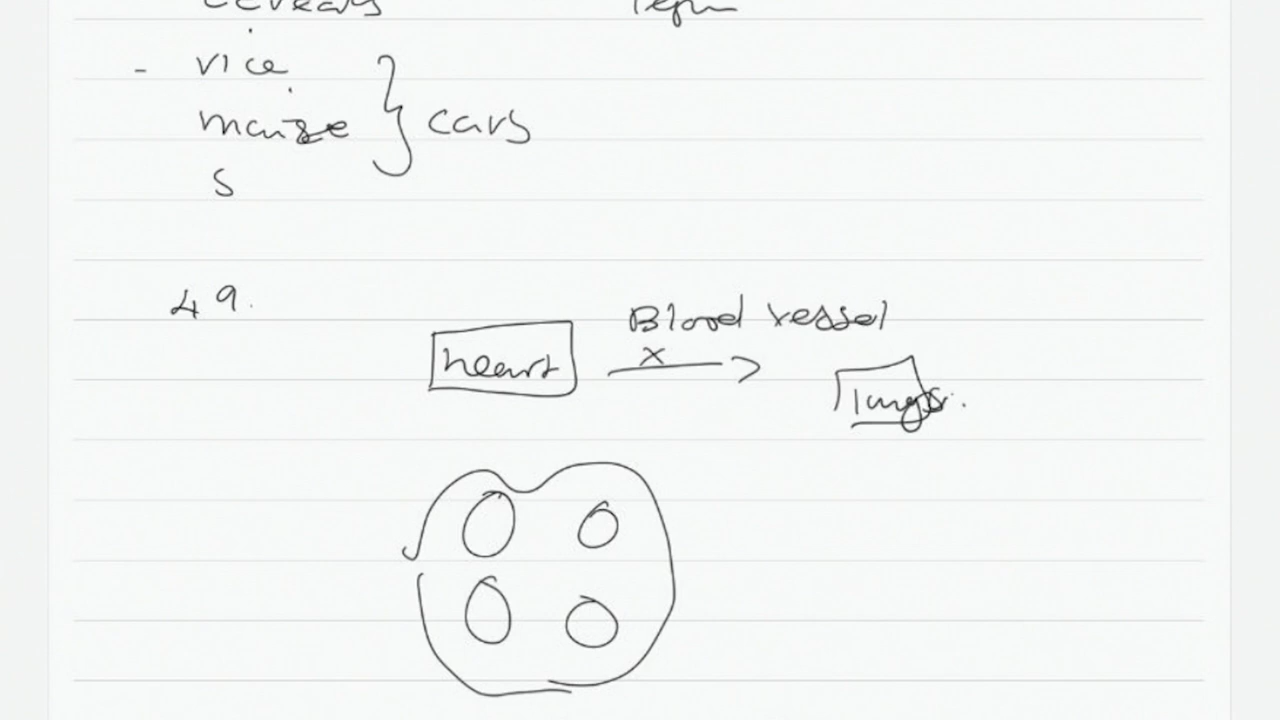 - rice
maize } cars
S
49.
Blood vessel
heart x lungs.